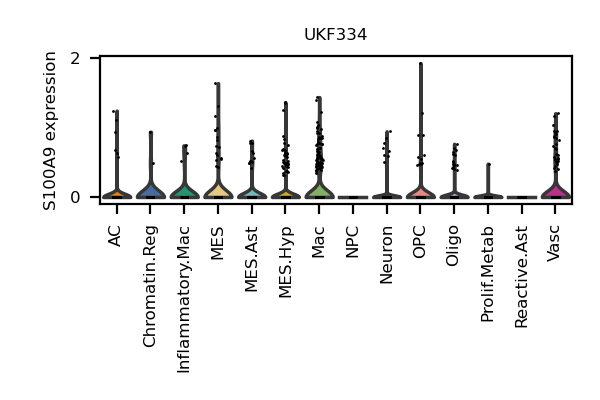 UKF334
S100A9 expression
2
0
AC
Chromatin.Reg
Inflammatory.Mac
MES
MES.Ast
MES.Hyp
Mac
NPC
Neuron
OPC
Oligo
Prolif.Metab
Reactive.Ast
Vasc